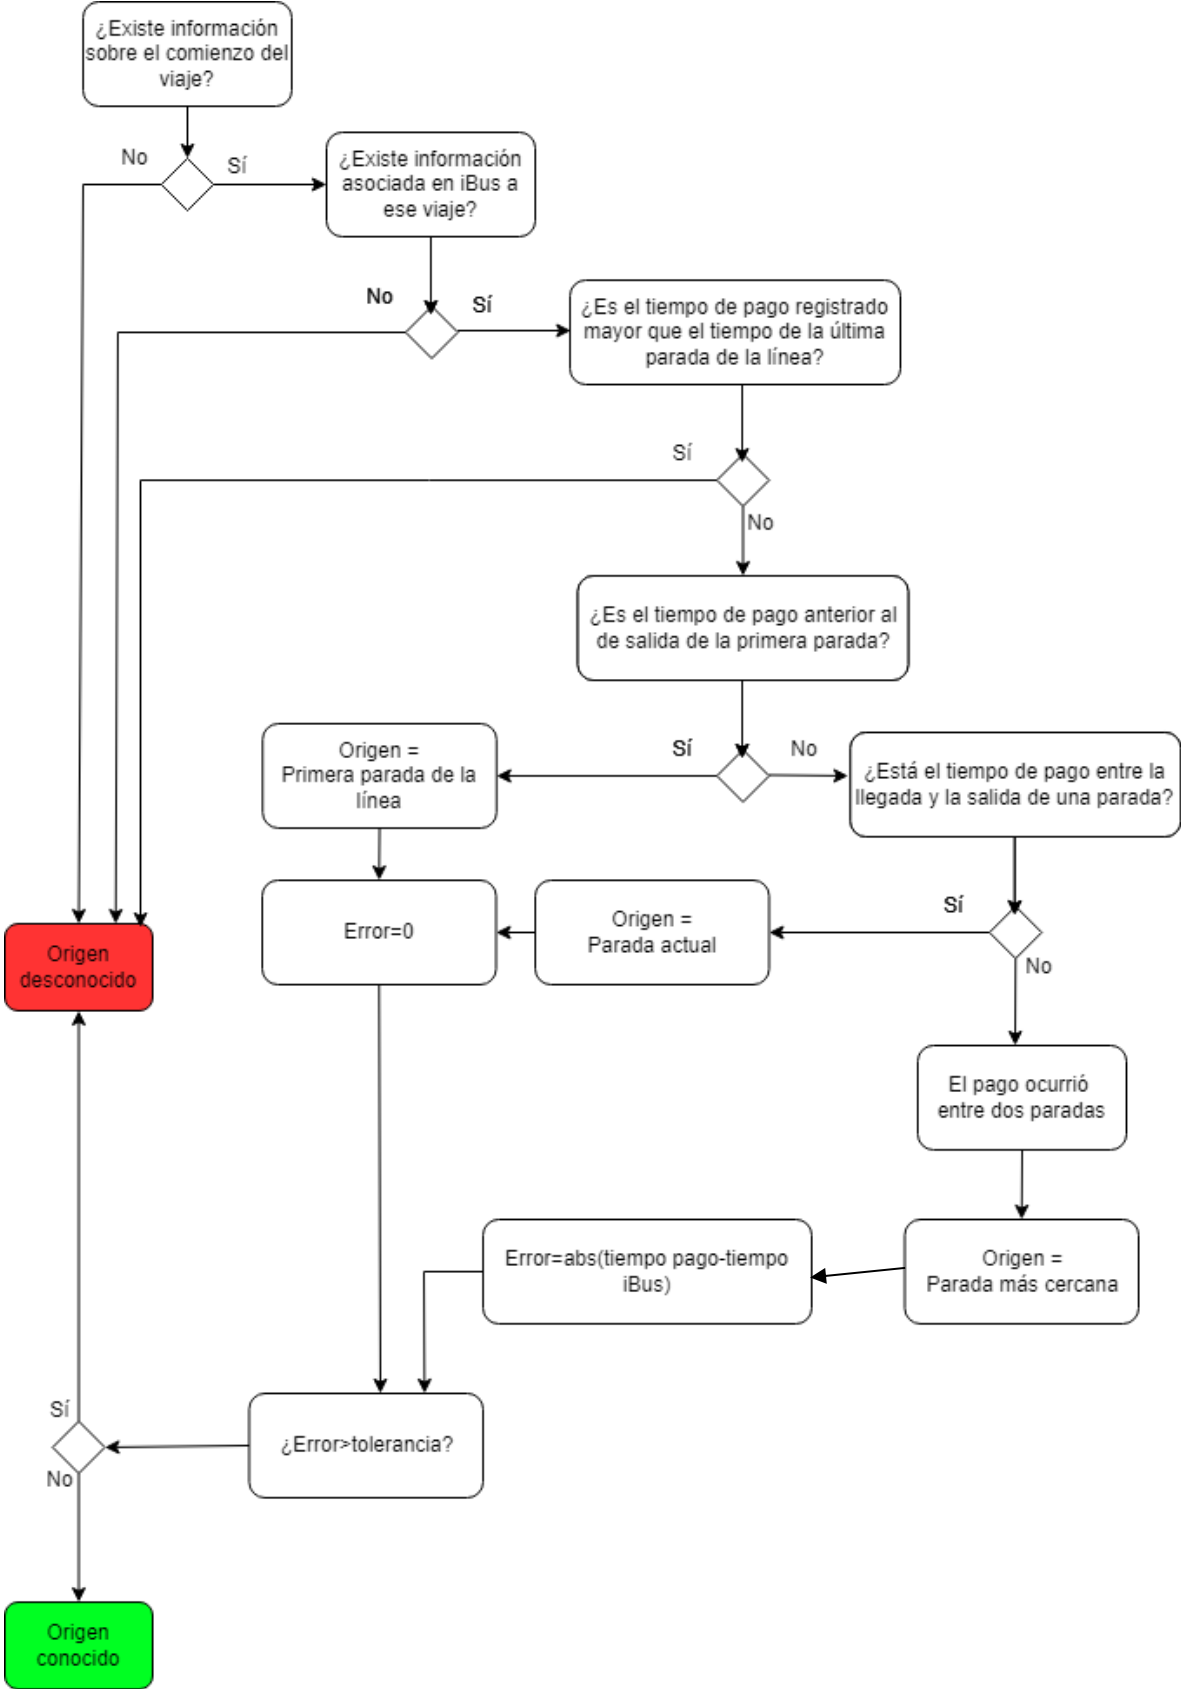 ¿Existe información
sobre el comienzo del
viaje?
No
Sí
¿Existe información
asociada en iBus a
ese viaje?
No
Sí
¿Es el tiempo de pago registrado
mayor que el tiempo de la última
parada de la línea?
Sí
No
¿Es el tiempo de pago anterior al
de salida de la primera parada?
Sí
No
Origen =
Primera parada de la
línea
¿Está el tiempo de pago entre la
llegada y la salida de una parada?
Sí
No
Origen =
Parada actual
Error=0
Origen
desconocido
El pago ocurrió
entre dos paradas
Origen =
Parada más cercana
Error=abs(tiempo pago-tiempo
iBus)
¿Error>tolerancia?
Sí
No
Origen
conocido